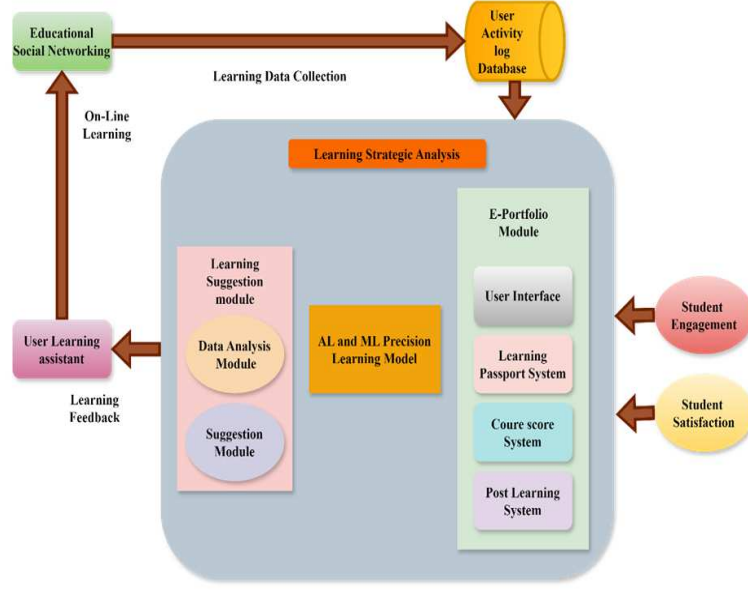 Educational
Social Networking
User
Activity
log
Database
Learning Data Collection
On-Line
Learning
Learning Strategic Analysis
E-Portfolio
Module
Learning
Suggestion
module
User Interface
Student
Engagement
User Learning
assistant
Data Analysis
Module
AL and ML Precision
Learning Model
Learning
Passport System
Learning
Feedback
Suggestion
Module
Coure score
System
Student
Satisfaction
Post Learning
System